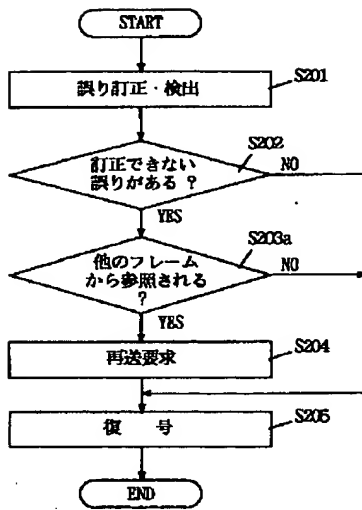 START
誤り訂正・検出
S201
訂正できない
誤りがある ?
S202
NO
YES
他のフレーム
から参照される
?
S203a
NO
YES
再送要求
S204
復 号
S205
END